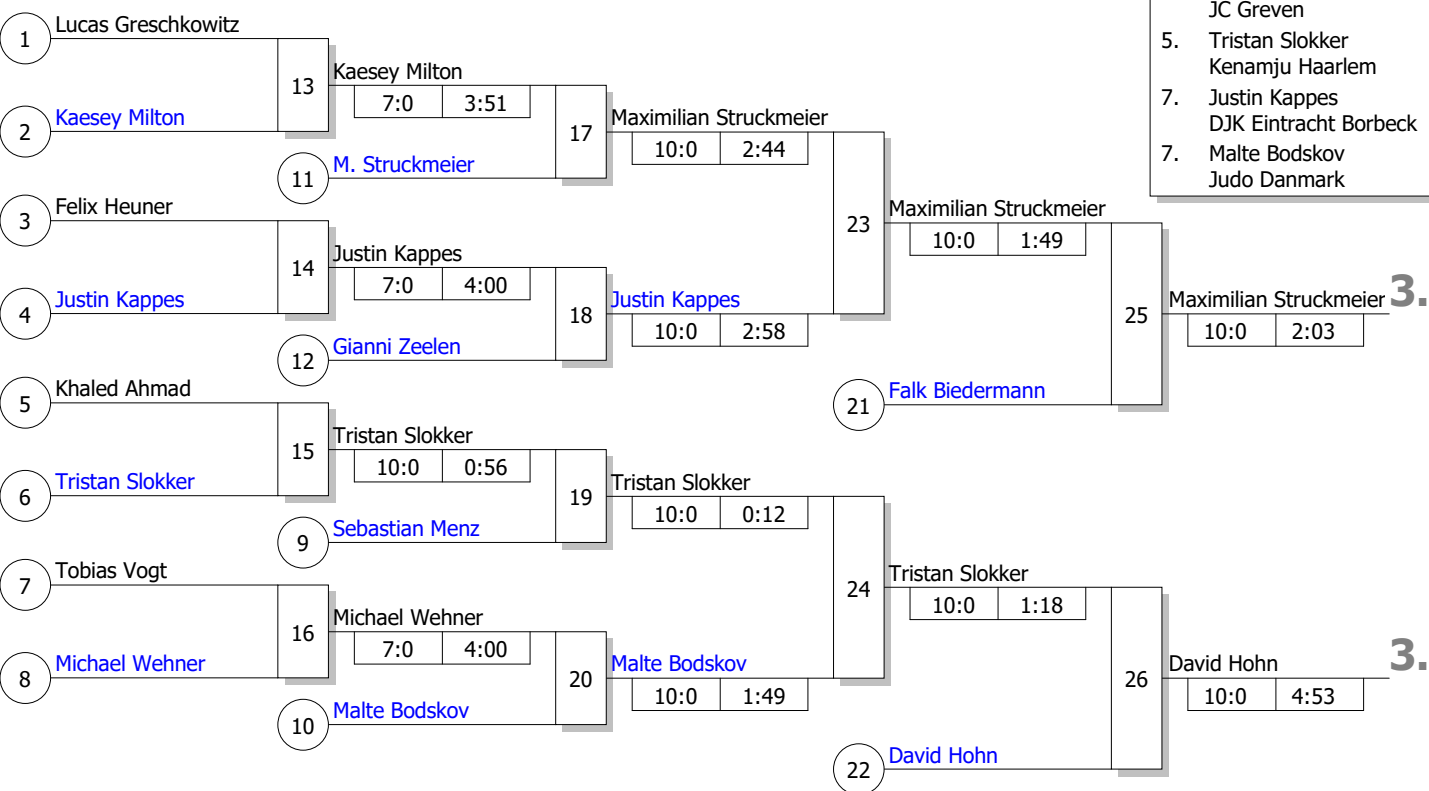 JC Greven
5. Tristan Slokker
Kenamju Haarlem
7. Justin Kappes
DJK Eintracht Borbeck
7. Malte Bodskov
Judo Danmark
1 Lucas Greschkowitz
13 Kaesey Milton
7:0 3:51
2 Kaesey Milton
17 Maximilian Struckmeier
10:0 2:44
11 M. Struckmeier
3 Felix Heuner
23 Maximilian Struckmeier
10:0 1:49
14 Justin Kappes
7:0 4:00
4 Justin Kappes
18 Justin Kappes
10:0 2:58
25 Maximilian Struckmeier 3.
10:0 2:03
12 Gianni Zeelen
5 Khaled Ahmad
21 Falk Biedermann
15 Tristan Slokker
10:0 0:56
6 Tristan Slokker
19 Tristan Slokker
10:0 0:12
9 Sebastian Menz
7 Tobias Vogt
24 Tristan Slokker
10:0 1:18
16 Michael Wehner
7:0 4:00
8 Michael Wehner
20 Malte Bodskov
10:0 1:49
26 David Hohn 3.
10:0 4:53
10 Malte Bodskov
22 David Hohn